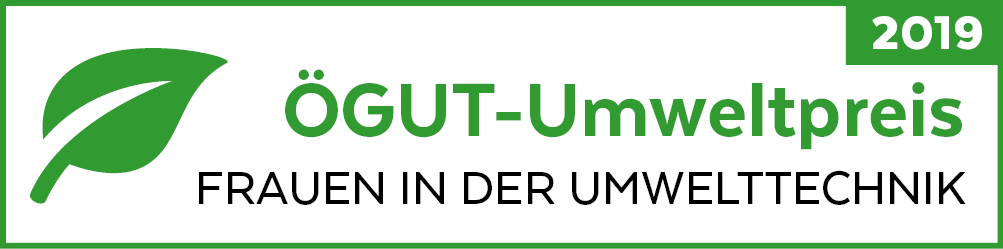 2019
ÖGUT-Umweltpreis
FRAUEN IN DER UMWELTTECHNIK